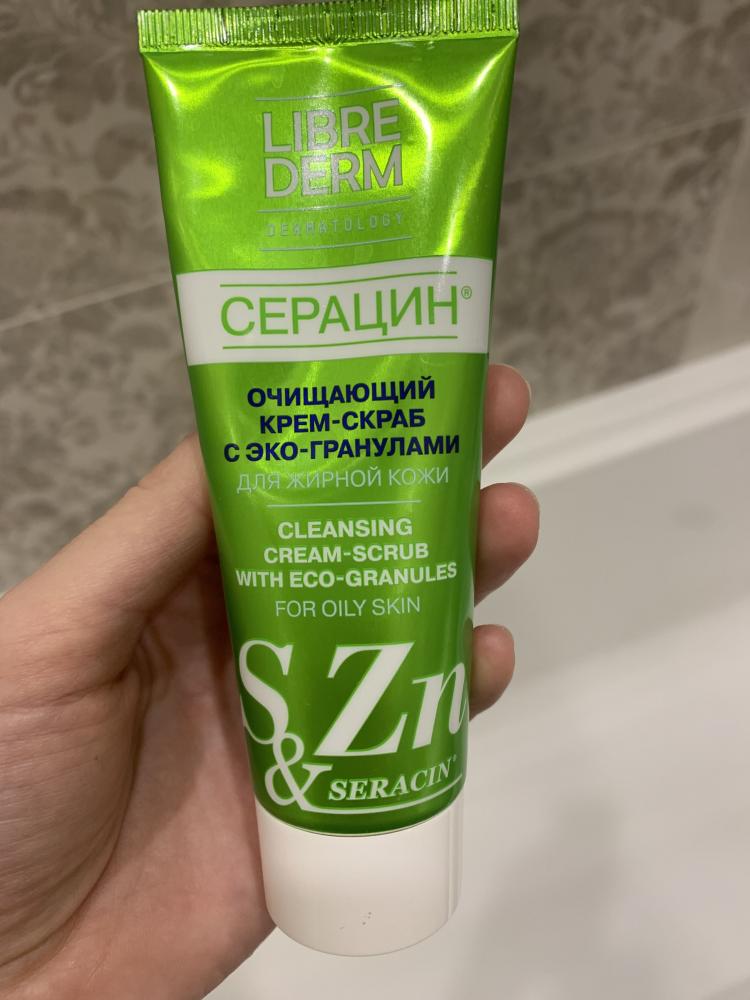 LIBRE
DERM
DERMATOLOGY
СЕРАЦИН®
ОЧИЩАЮЩИЙ
КРЕМ-СКРАБ
С ЭКО-ГРАНУЛАМИ
ДЛЯ ЖИРНОЙ КОЖИ
CLEANSING
CREAM-SCRUB
WITH ECO-GRANULES
FOR OILY SKIN
S Zn
& SERACIN®